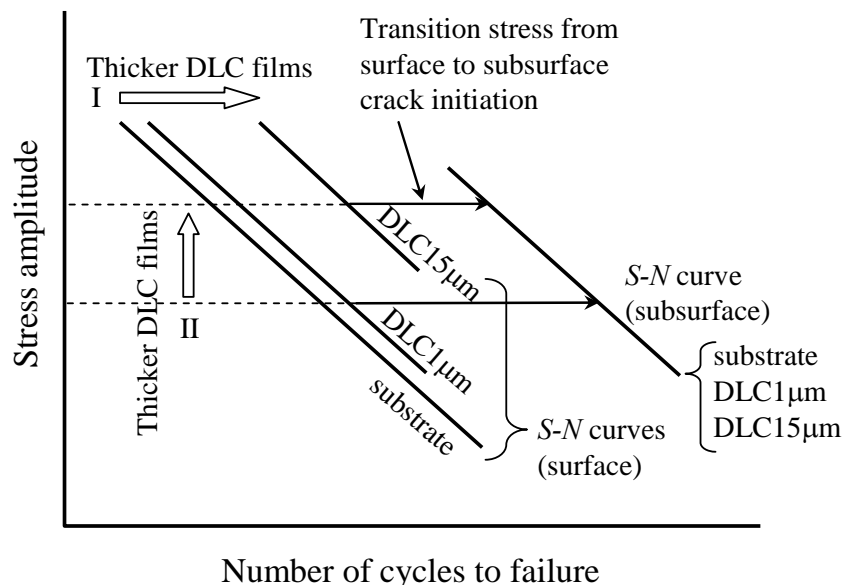 Thicker DLC films
I
Transition stress from
surface to subsurface
crack initiation
Stress amplitude
Thicker DLC films
II
DLC15μm
DLC1μm
substrate
S-N curves
(surface)
S-N curve
(subsurface)
substrate
DLC1μm
DLC15μm
Number of cycles to failure